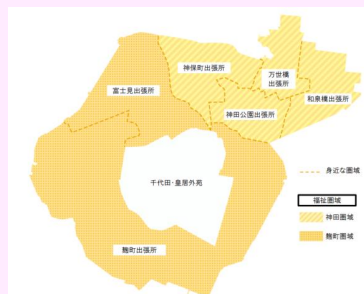 神保町出張所
万世橋
出張所
富士見出張所
和泉橋出張所
神田公園出張所
千代田・皇居外苑
身近な圏域
福祉圏域
神田圏域
麹町圏域
麹町出張所